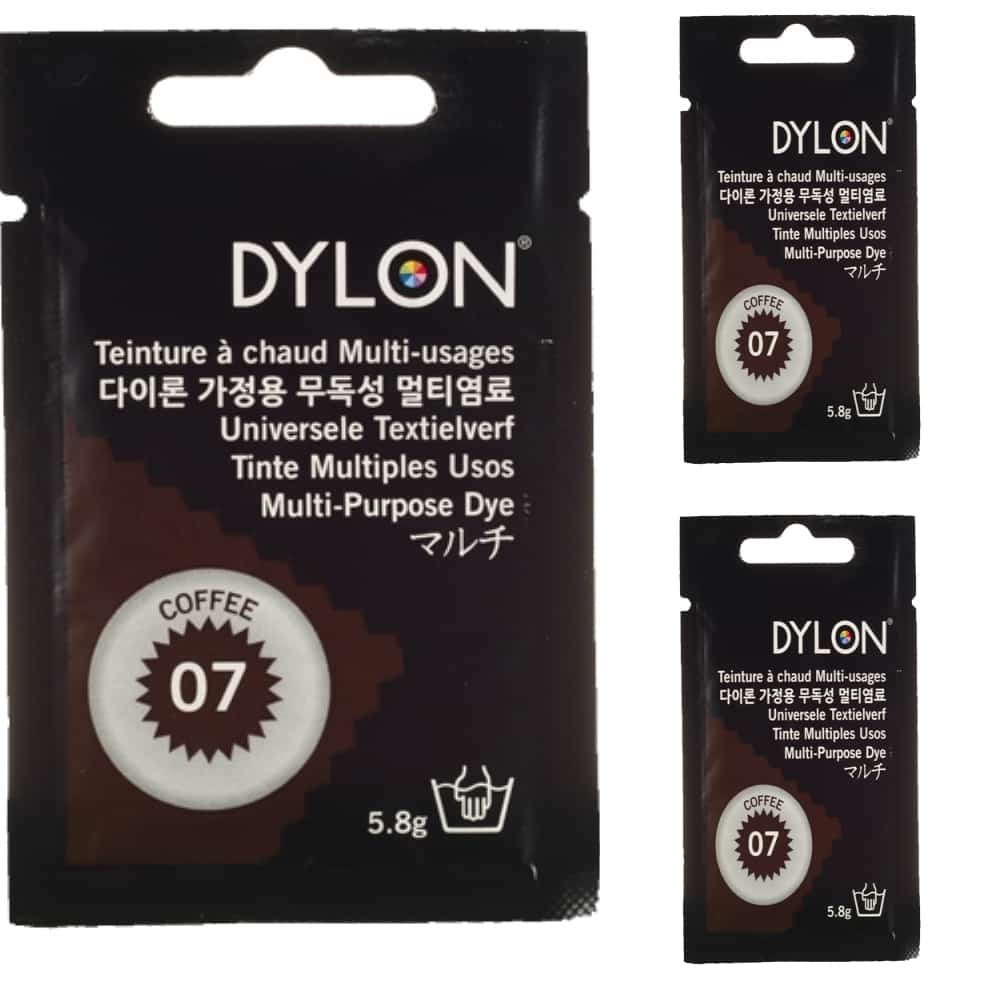 DYLON®
Teinture à chaud Multi-usages
다이론 가정용 무독성 멀티염료
Universele Textielverf
Tinte Multiples Usos
Multi-Purpose Dye
マルチ
COFFEE
07
5.8g
DYLON®
Teinture à chaud Multi-usages
다이론 가정용 무독성 멀티염료
Universele Textielverf
Tinte Multiples Usos
Multi-Purpose Dye
マルチ
COFFEE
07
5.8g
DYLON®
Teinture à chaud Multi-usages
다이론 가정용 무독성 멀티염료
Universele Textielverf
Tinte Multiples Usos
Multi-Purpose Dye
マルチ
COFFEE
07
5.8g